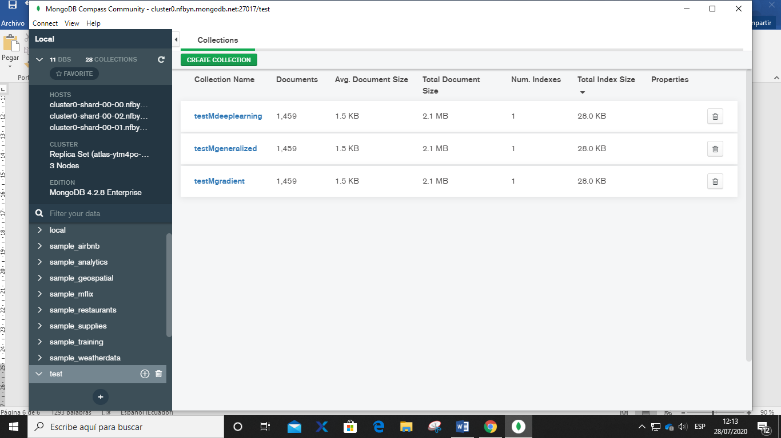 MongoDB Compass Community - cluster0.nfbyn.mongodb.net:27017/test
Archivo
Connect View Help
Local
Collections
11 DBS 28 COLLECTIONS
FAVORITE
CREATE COLLECTION
Pegar
HOSTS
cluster0-shard-00-00.nfby...
cluster0-shard-00-02.nfby...
cluster0-shard-00-01.nfby...
CLUSTER
Replica Set (atlas-ytm4pc-...
3 Nodes
EDITION
MongoDB 4.2.8 Enterprise
Filter your data
local
sample_airbnb
sample_analytics
sample_geospatial
sample_mflix
sample_restaurants
sample_supplies
sample_training
sample_weatherdata
test
Collection Name Documents Avg. Document Size Total Document Size Num. Indexes Total Index Size Properties
testMdeeplearning 1,459 1.5 KB 2.1 MB 1 28.0 KB
testMgeneralized 1,459 1.5 KB 2.1 MB 1 28.0 KB
testMgradient 1,459 1.5 KB 2.1 MB 1 28.0 KB
90 %
Escribe aquí para buscar
ESP
12:13
28/07/2020
12